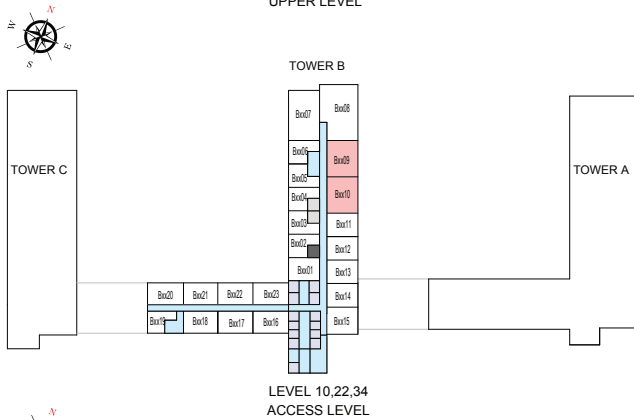 UPPER LEVEL
N
W
E
S
TOWER B
Bxx07
Bxx08
TOWER C
TOWER A
Bxx06
Bxx09
Bxx05
Bxx04
Bxx10
Bxx03
Bxx11
Bxx02
Bxx12
Bxx01
Bxx13
Bxx20
Bxx21
Bxx22
Bxx23
Bxx14
Bxx19
Bxx18
Bxx17
Bxx16
Bxx15
LEVEL 10,22,34
ACCESS LEVEL
N